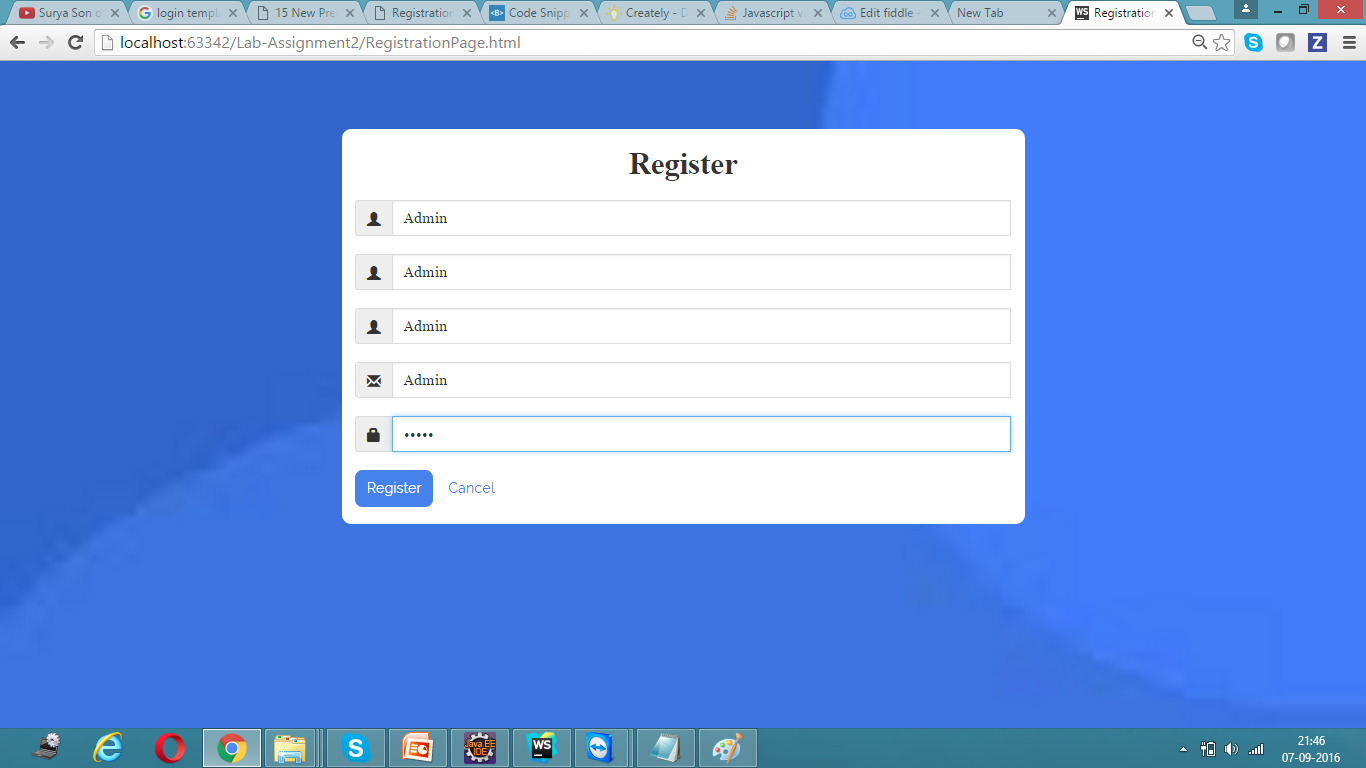 Surya Son o
login templ
15 New Pre
Registration
Code Snipp
Creately - D
Javascript v
Edit fiddle -
New Tab
WS Registration
localhost:63342/Lab-Assignment2/RegistrationPage.html
S
Z
Register
Admin
Admin
Admin
Admin
•••••
Register Cancel
S
Java EE
IDE
WS
21:46
07-09-2016